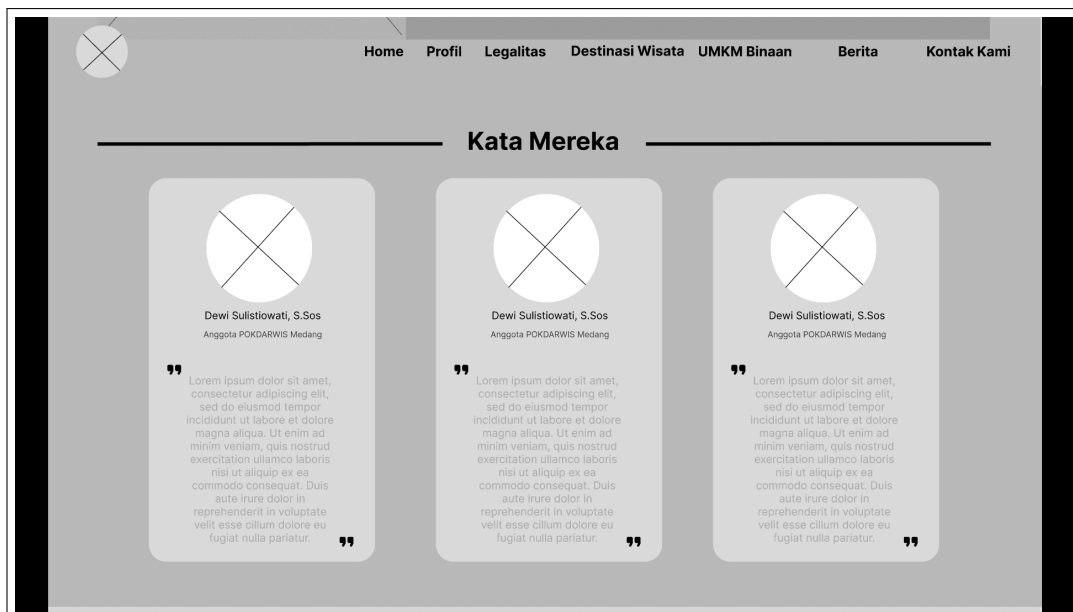 Home Profil Legalitas Destinasi Wisata UMKM Binaan Berita Kontak Kami
Kata Mereka
Dewi Sulistiowati, S.Sos
Anggota POKDARWIS Medang
❞
Lorem ipsum dolor sit amet,
consectetur adipiscing elit,
sed do eiusmod tempor
incididunt ut labore et dolore
magna aliqua. Ut enim ad
minim veniam, quis nostrud
exercitation ullamco laboris
nisi ut aliquip ex ea
commodo consequat. Duis
aute irure dolor in
reprehenderit in voluptate
velit esse cillum dolore eu
fugiat nulla pariatur.
❞
Dewi Sulistiowati, S.Sos
Anggota POKDARWIS Medang
❞
Lorem ipsum dolor sit amet,
consectetur adipiscing elit,
sed do eiusmod tempor
incididunt ut labore et dolore
magna aliqua. Ut enim ad
minim veniam, quis nostrud
exercitation ullamco laboris
nisi ut aliquip ex ea
commodo consequat. Duis
aute irure dolor in
reprehenderit in voluptate
velit esse cillum dolore eu
fugiat nulla pariatur.
❞
Dewi Sulistiowati, S.Sos
Anggota POKDARWIS Medang
❞
Lorem ipsum dolor sit amet,
consectetur adipiscing elit,
sed do eiusmod tempor
incididunt ut labore et dolore
magna aliqua. Ut enim ad
minim veniam, quis nostrud
exercitation ullamco laboris
nisi ut aliquip ex ea
commodo consequat. Duis
aute irure dolor in
reprehenderit in voluptate
velit esse cillum dolore eu
fugiat nulla pariatur.
❞